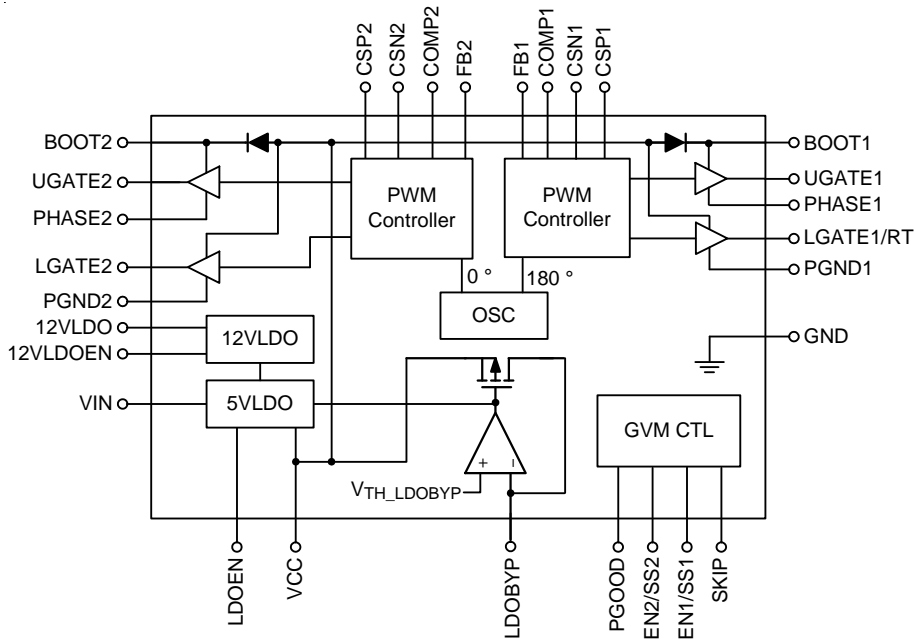 CSP2
CSN2
COMP2
FB2
FB1
COMP1
CSN1
CSP1
BOOT2
BOOT1
UGATE2
PWM
Controller
PWM
Controller
UGATE1
PHASE2
PHASE1
LGATE2
LGATE1/RT
PGND2
0 °
180 °
PGND1
12VLDO
12VLDO
OSC
GND
12VLDOEN
VIN
5VLDO
GVM CTL
+
-
VTH_LDOBYP
LDOEN
VCC
LDOBYP
PGOOD
EN2/SS2
EN1/SS1
SKIP